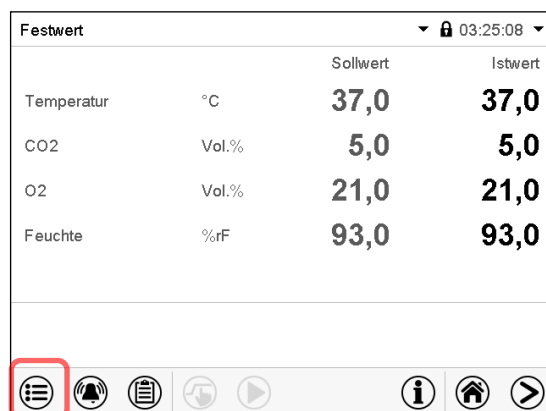 Festwert 03:25:08
Sollwert Istwert
Temperatur °C 37,0 37,0
CO2 Vol.% 5,0 5,0
O2 Vol.% 21,0 21,0
Feuchte %rF 93,0 93,0